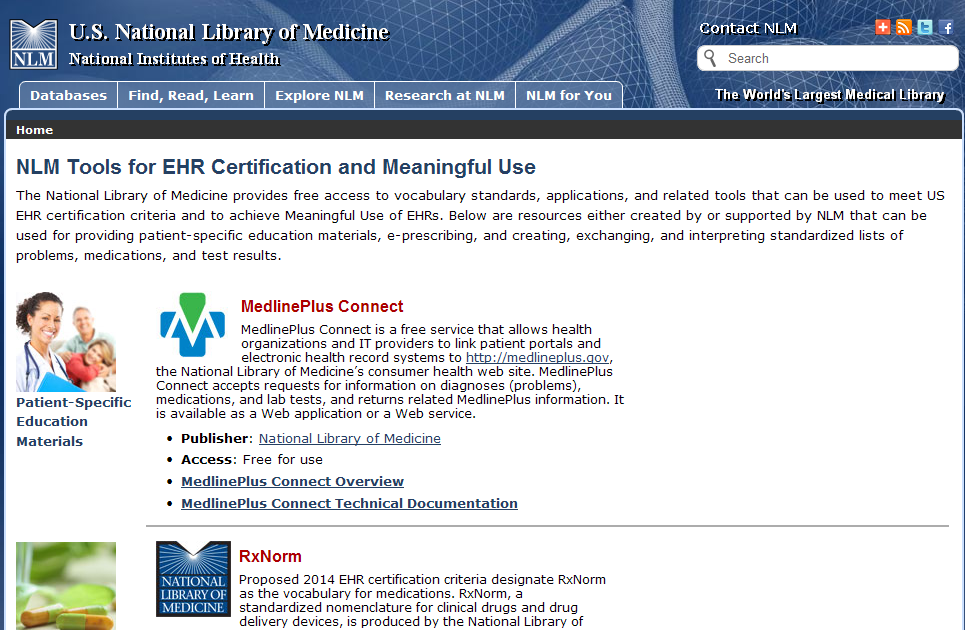 U.S. National Library of Medicine
National Institutes of Health
NLM
Contact NLM
Search
The World's Largest Medical Library
Databases
Find, Read, Learn
Explore NLM
Research at NLM
NLM for You
Home
NLM Tools for EHR Certification and Meaningful Use
The National Library of Medicine provides free access to vocabulary standards, applications, and related tools that can be used to meet US
EHR certification criteria and to achieve Meaningful Use of EHRs. Below are resources either created by or supported by NLM that can be
used for providing patient-specific education materials, e-prescribing, and creating, exchanging, and interpreting standardized lists of
problems, medications, and test results.
Patient-Specific
Education
Materials
MedlinePlus Connect
MedlinePlus Connect is a free service that allows health
organizations and IT providers to link patient portals and
electronic health record systems to http://medlineplus.gov,
the National Library of Medicine's consumer health web site. MedlinePlus
Connect accepts requests for information on diagnoses (problems),
medications, and lab tests, and returns related MedlinePlus information. It
is available as a Web application or a Web service.
• Publisher: National Library of Medicine
• Access: Free for use
• MedlinePlus Connect Overview
• MedlinePlus Connect Technical Documentation
NATIONAL
LIBRARY OF
MEDICINE
RxNorm
Proposed 2014 EHR certification criteria designate RxNorm
as the vocabulary for medications. RxNorm, a
standardized nomenclature for clinical drugs and drug
delivery devices, is produced by the National Library of